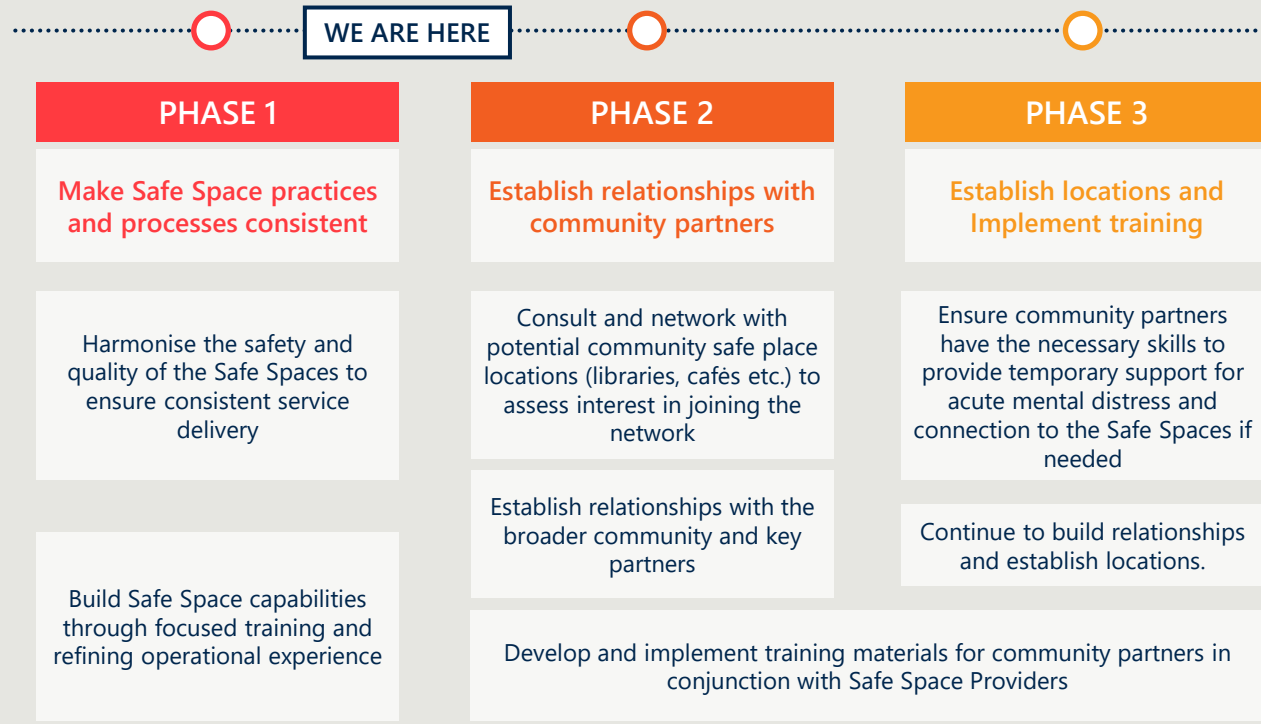 WE ARE HERE
PHASE 1
Make Safe Space practices
and processes consistent
Harmonise the safety and
quality of the Safe Spaces to
ensure consistent service
delivery
Build Safe Space capabilities
through focused training and
refining operational experience
PHASE 2
Establish relationships with
community partners
Consult and network with
potential community safe place
locations (libraries, cafés etc.) to
assess interest in joining the
network
Establish relationships with the
broader community and key
partners
PHASE 3
Establish locations and
Implement training
Ensure community partners
have the necessary skills to
provide temporary support for
acute mental distress and
connection to the Safe Spaces if
needed
Continue to build relationships
and establish locations.
Develop and implement training materials for community partners in
conjunction with Safe Space Providers